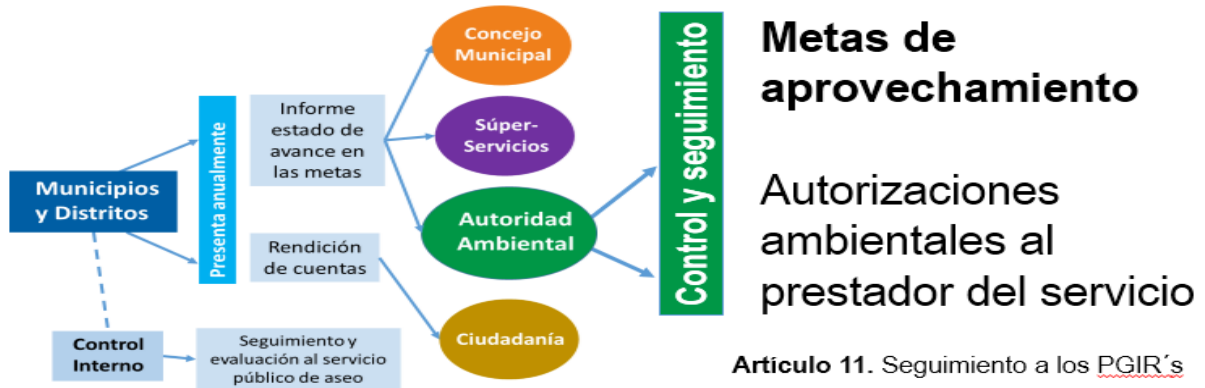 Municipios
y Distritos
Control
Interno
Presenta anualmente
Informe
estado de
avance en
las metas
Rendición
de cuentas
Seguimiento y
evaluación al servicio
público de aseo
Concejo
Municipal
Súper-
Servicios
Autoridad
Ambiental
Ciudadanía
Control y seguimiento
Metas de
aprovechamiento
Autorizaciones
ambientales al
prestador del servicio
Artículo 11. Seguimiento a los PGIR´s